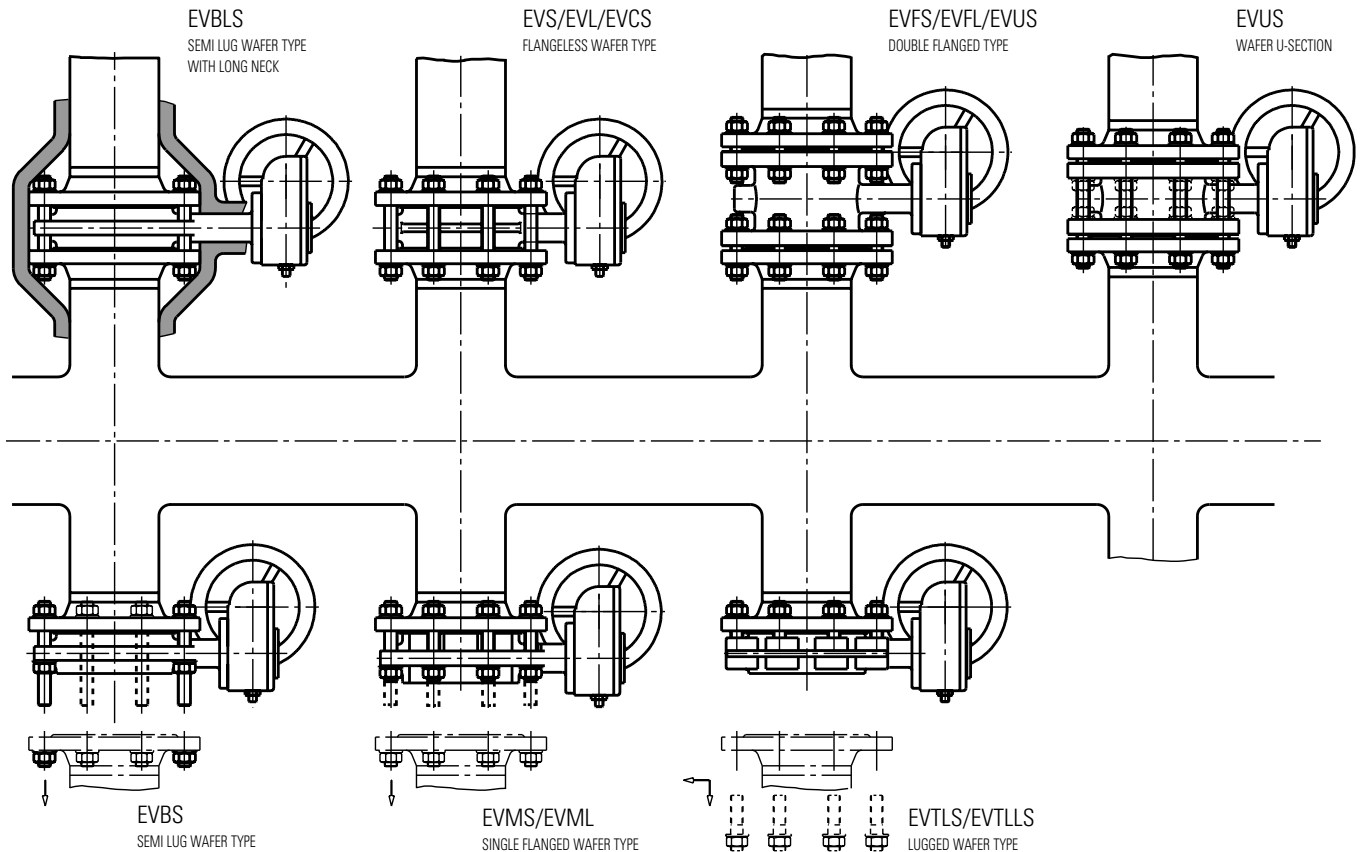 EVBLS
SEMI LUG WAFER TYPE
WITH LONG NECK
EVS/EVL/EVCS
FLANGELESS WAFER TYPE
EVFS/EVFL/EVUS
DOUBLE FLANGED TYPE
EVUS
WAFER U-SECTION
EVBS
SEMI LUG WAFER TYPE
EVMS/EVML
SINGLE FLANGED WAFER TYPE
EVTLS/EVTLLS
LUGGED WAFER TYPE